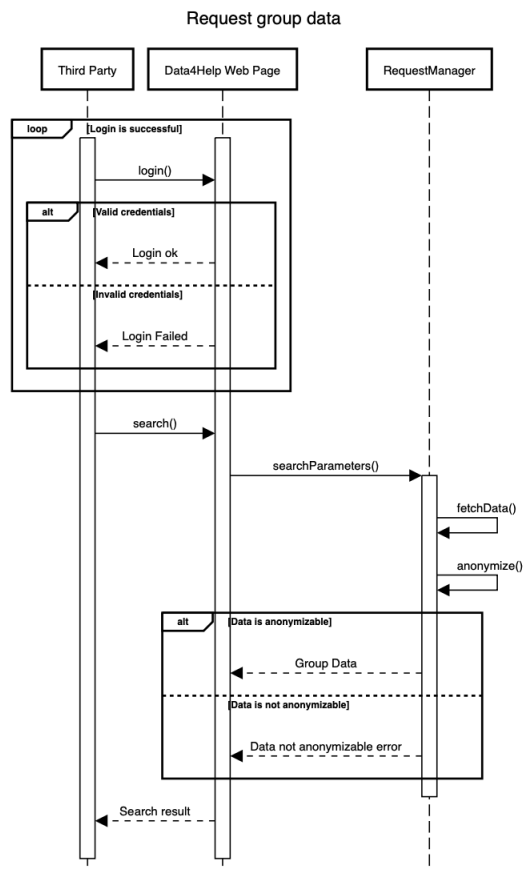 Request group data
Third Party
Data4Help Web Page
RequestManager
loop
[Login is successful]
login()
alt
[Valid credentials]
Login ok
[Invalid credentials]
Login Failed
search()
searchParameters()
fetchData()
anonymize()
alt
[Data is anonymizable]
Group Data
[Data is not anonymizable]
Data not anonymizable error
Search result